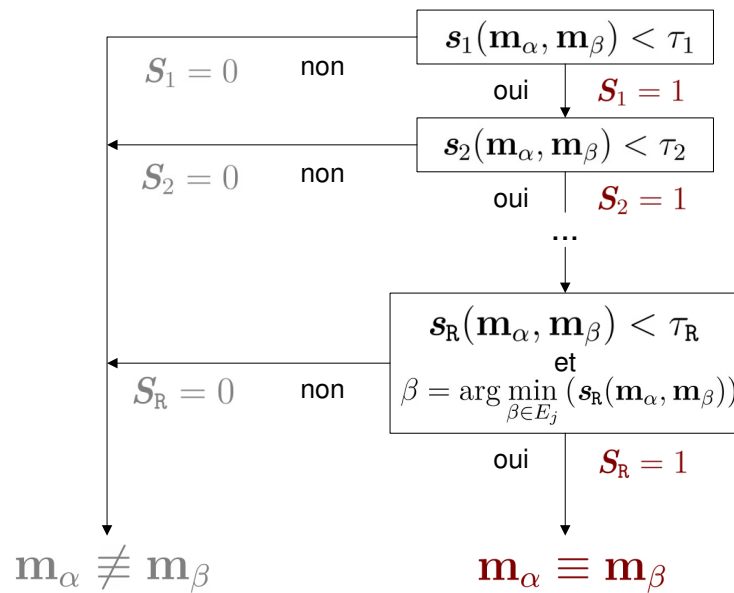 s₁(m_α, m_β) < τ₁
S₁ = 0 non
oui S₁ = 1
s₂(m_α, m_β) < τ₂
S₂ = 0 non
oui S₂ = 1
...
s_R(m_α, m_β) < τ_R
et
β = arg min_{β∈E_j} (s_R(m_α, m_β))
S_R = 0 non
oui S_R = 1
m_α ≢ m_β m_α ≡ m_β